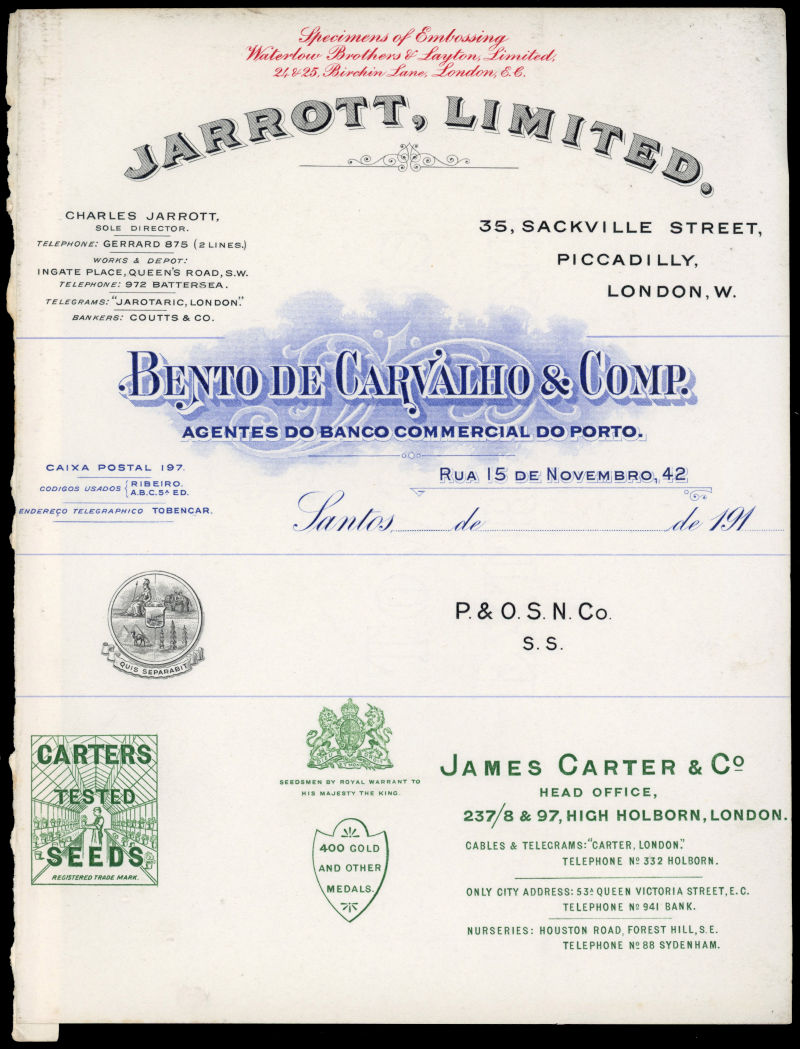 Specimens of Embossing
Waterlow Brothers & Layton, Limited,
24 & 25, Birchin Lane, London, E.C.
JARROTT, LIMITED.
CHARLES JARROTT,
SOLE DIRECTOR.
TELEPHONE: GERRARD 875 (2 LINES.)
WORKS & DEPOT:
INGATE PLACE, QUEEN'S ROAD, S.W.
TELEPHONE: 972 BATTERSEA.
TELEGRAMS: "JAROTARIC, LONDON."
BANKERS: COUTTS & CO.
35, SACKVILLE STREET,
PICCADILLY,
LONDON, W.
BENTO DE CARVALHO & COMP.
AGENTES DO BANCO COMMERCIAL DO PORTO.
CAIXA POSTAL 197.
CODIGOS USADOS { RIBEIRO.
A.B.C. 5ᴬ ED.
ENDEREÇO TELEGRAPHICO TOBENCAR.
RUA 15 DE NOVEMBRO, 42
Santos de de 191
QUIS SEPARABIT
P. & O. S. N. Co.
S. S.
CARTERS
TESTED
SEEDS
REGISTERED TRADE MARK.
SEEDSMEN BY ROYAL WARRANT TO
HIS MAJESTY THE KING.
400 GOLD
AND OTHER
MEDALS.
JAMES CARTER & Cº
HEAD OFFICE,
237/8 & 97, HIGH HOLBORN, LONDON.
CABLES & TELEGRAMS: "CARTER, LONDON."
TELEPHONE Nº 332 HOLBORN.
ONLY CITY ADDRESS: 53ᴬ QUEEN VICTORIA STREET, E.C.
TELEPHONE Nº 941 BANK.
NURSERIES: HOUSTON ROAD, FOREST HILL, S.E.
TELEPHONE Nº 88 SYDENHAM.